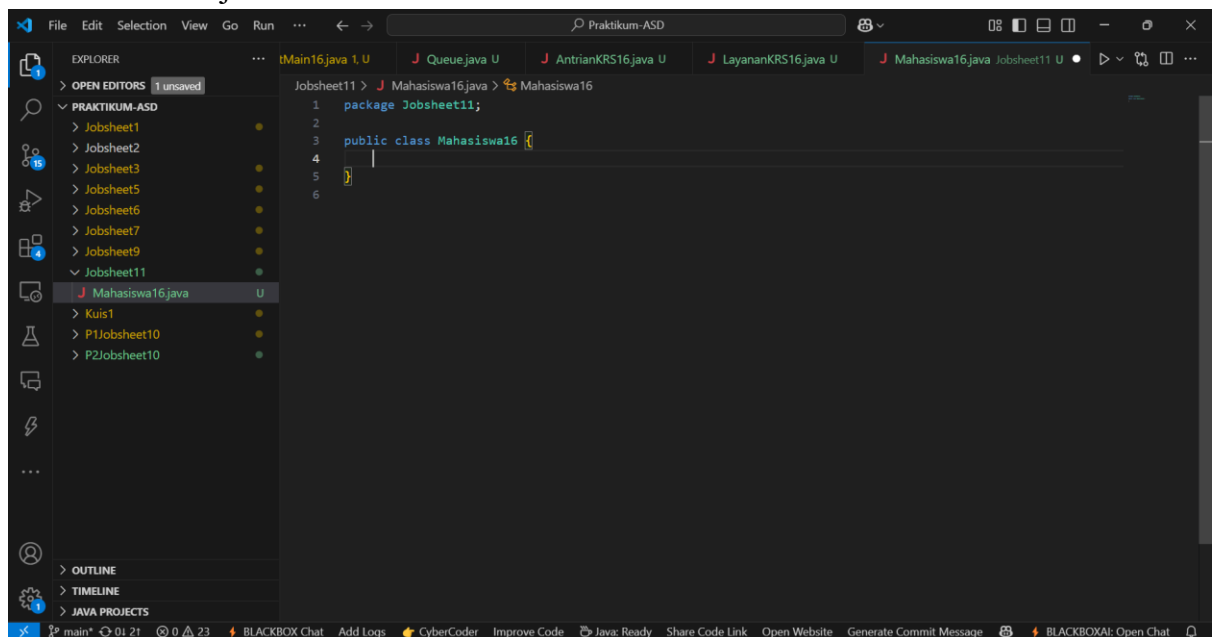 File Edit Selection View Go Run ... Praktikum-ASD
EXPLORER
tMain16.java 1, U Queue.java U AntrianKRS16.java U LayananKRS16.java U Mahasiswa16.java Jobsheet11 U
OPEN EDITORS 1 unsaved
Jobsheet11 > Mahasiswa16.java > Mahasiswa16
PRAKTIKUM-ASD
Jobsheet1
Jobsheet2
Jobsheet3
Jobsheet5
Jobsheet6
Jobsheet7
Jobsheet9
Jobsheet11
Mahasiswa16.java U
Kuis1
P1Jobsheet10
P2Jobsheet10
1 package Jobsheet11;
2
3 public class Mahasiswa16 {
4
5 }
6
15
4
1
OUTLINE
TIMELINE
JAVA PROJECTS
main* 0↓ 2↑ 0 23 BLACKBOX Chat Add Logs CyberCoder Improve Code Java: Ready Share Code Link Open Website Generate Commit Message BLACKBOXAI: Open Chat